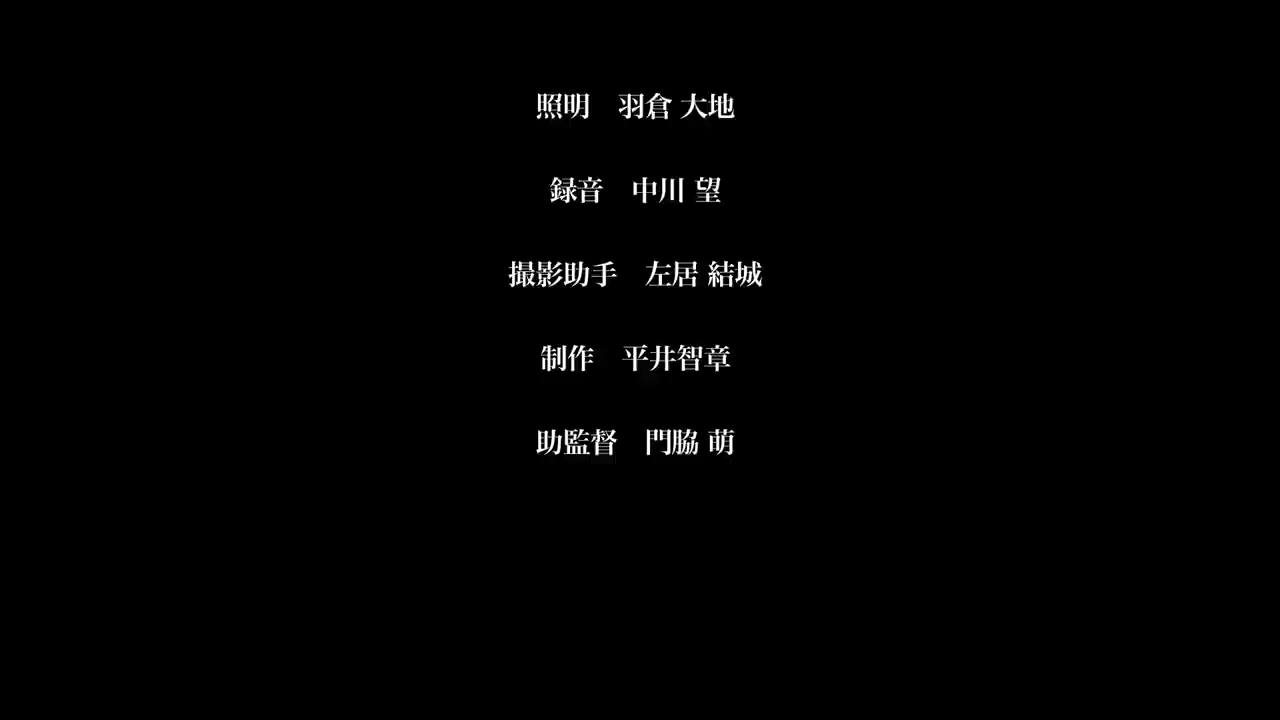 照明　羽倉 大地
録音　中川 望
撮影助手　左居 結城
制作　平井智章
助監督　門脇 萌